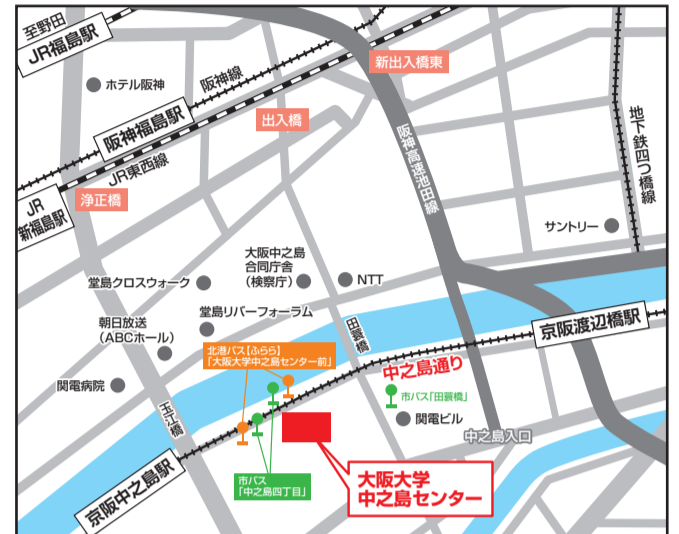 至野田
JR福島駅
ホテル阪神
阪神線
新出入橋東
阪神福島駅
出入橋
JR東西線
阪神高速池田線
地下鉄四つ橋線
JR
新福島駅
浄正橋
サントリー
大阪中之島
合同庁舎
(検察庁)
NTT
堂島クロスウォーク
堂島リバーフォーラム
朝日放送
(ABCホール)
田蓑橋
京阪渡辺橋駅
北港バス【ふらら】
「大阪大学中之島センター前」
中之島通り
関電病院
市バス「田蓑橋」
玉江橋
関電ビル
中之島入口
京阪中之島駅
市バス
「中之島四丁目」
大阪大学
中之島センター